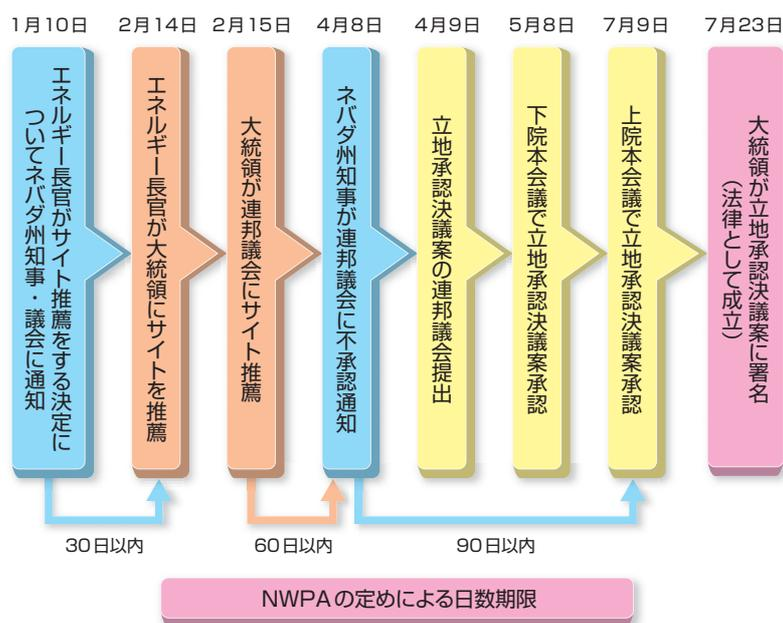 1月10日
2月14日
2月15日
4月8日
4月9日
5月8日
7月9日
7月23日
エネルギー長官がサイト推薦をする決定に
ついてネバダ州知事・議会に通知
エネルギー長官が大統領にサイトを推薦
大統領が連邦議会にサイト推薦
ネバダ州知事が連邦議会に不承認通知
立地承認決議案の連邦議会提出
下院本会議で立地承認決議案承認
上院本会議で立地承認決議案承認
大統領が立地承認決議案に署名
（法律として成立）
30日以内
60日以内
90日以内
NWPAの定めによる日数期限